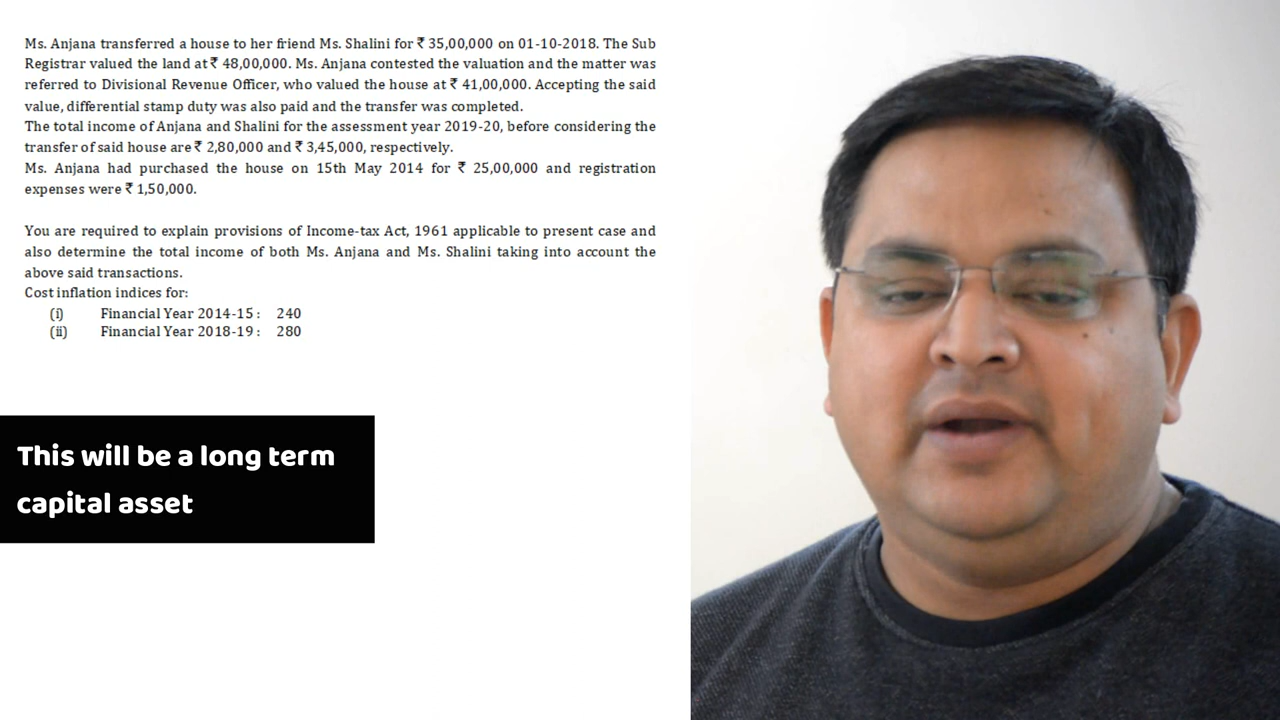 Ms. Anjana transferred a house to her friend Ms. Shalini for ₹ 35,00,000 on 01-10-2018. The Sub
Registrar valued the land at ₹ 48,00,000. Ms. Anjana contested the valuation and the matter was
referred to Divisional Revenue Officer, who valued the house at ₹ 41,00,000. Accepting the said
value, differential stamp duty was also paid and the transfer was completed.
The total income of Anjana and Shalini for the assessment year 2019-20, before considering the
transfer of said house are ₹ 2,80,000 and ₹ 3,45,000, respectively.
Ms. Anjana had purchased the house on 15th May 2014 for ₹ 25,00,000 and registration
expenses were ₹ 1,50,000.
You are required to explain provisions of Income-tax Act, 1961 applicable to present case and
also determine the total income of both Ms. Anjana and Ms. Shalini taking into account the
above said transactions.
Cost inflation indices for:
(i) Financial Year 2014-15 : 240
(ii) Financial Year 2018-19 : 280
This will be a long term
capital asset